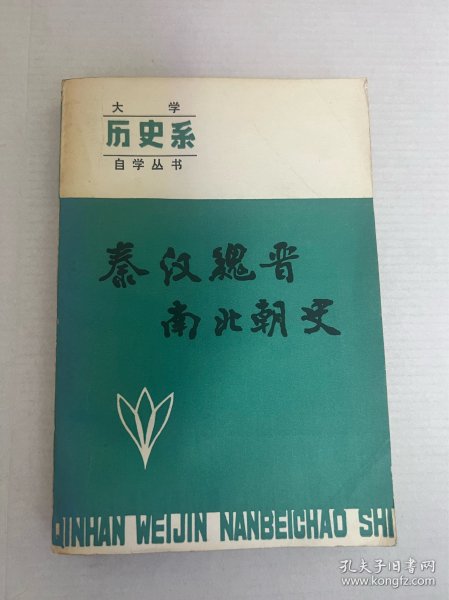 大 学
历史系
自学丛书
秦汉魏晋
南北朝史
QINHAN WEIJIN NANBEICHAO SHI
孔夫子旧书网
www.kongfz.com